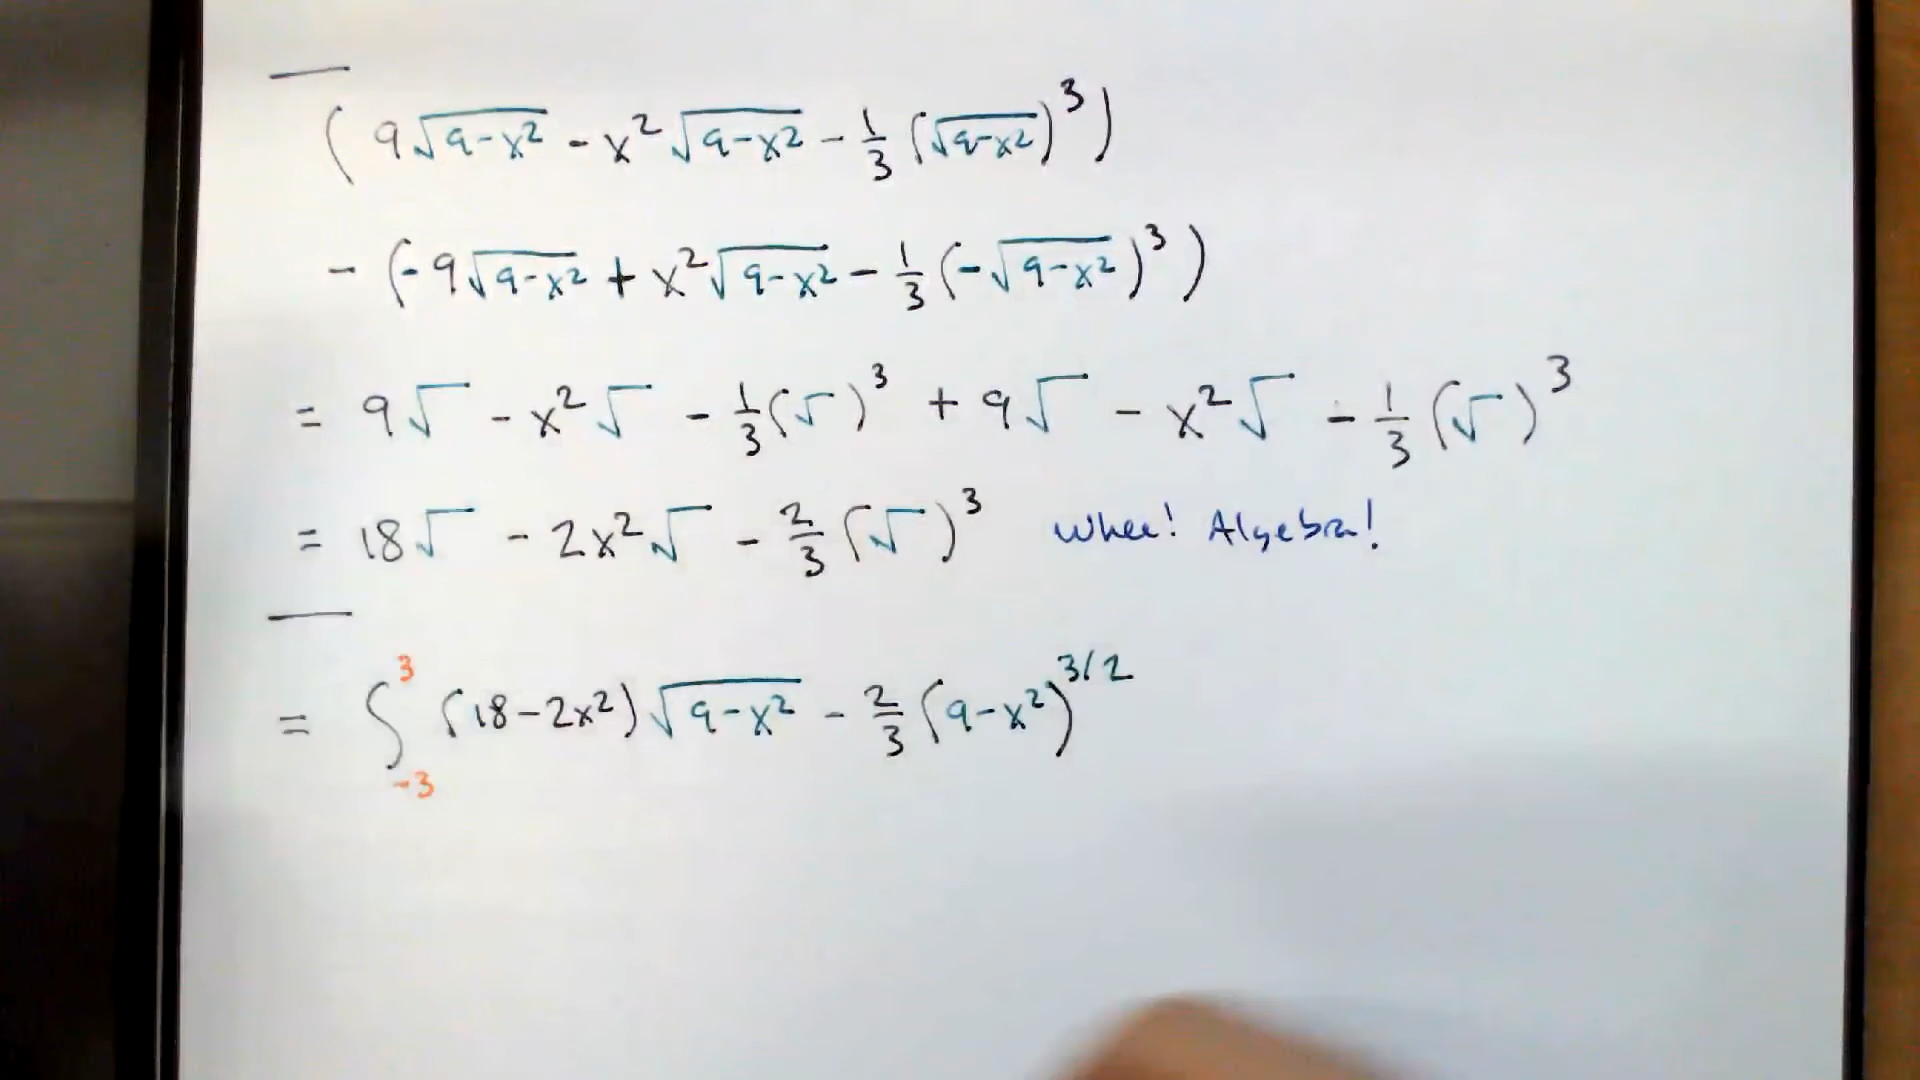 (9√(9-x²) - x²√(9-x²) - 1/3(√(9-x²))³)
- (-9√(9-x²) + x²√(9-x²) - 1/3(-√(9-x²))³)
= 9√ - x²√ - 1/3(√)³ + 9√ - x²√ - 1/3(√)³
= 18√ - 2x²√ - 2/3(√)³ Whee! Algebra!
= ∫_{-3}^{3} (18-2x²)√(9-x²) - 2/3(9-x²)^{3/2}